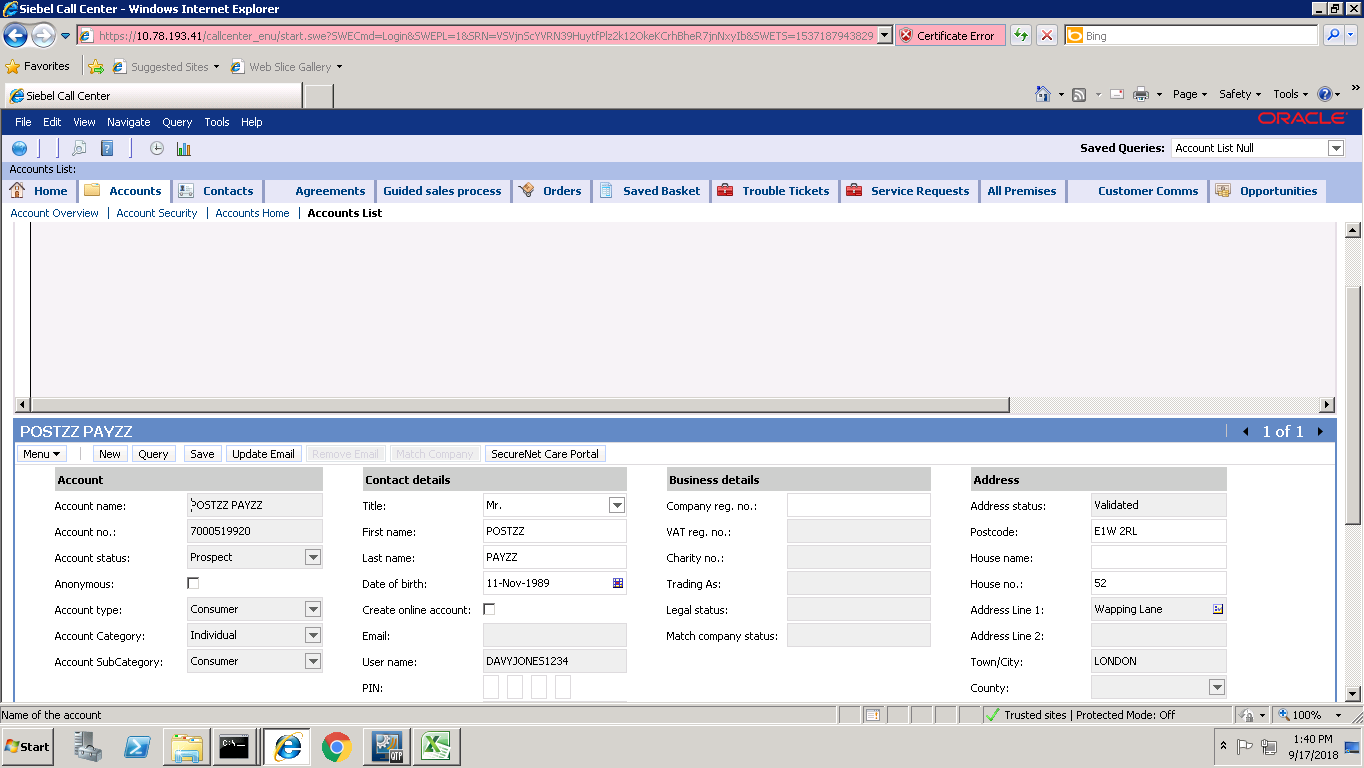 Siebel Call Center - Windows Internet Explorer
https://10.78.193.41/callcenter_enu/start.swe?SWECmd=Login&SWEPL=1&SRN=VSVjnScYVRN39HuytfPlz2k12OkeKCrhBheR7jnNxyIb&SWETS=1537187943829 Certificate Error Bing
Favorites Suggested Sites Web Slice Gallery
Siebel Call Center Page Safety Tools
File Edit View Navigate Query Tools Help ORACLE
Saved Queries: Account List Null
Accounts List:
Home Accounts Contacts Agreements Guided sales process Orders Saved Basket Trouble Tickets Service Requests All Premises Customer Comms Opportunities
Account Overview | Account Security | Accounts Home | Accounts List
POSTZZ PAYZZ 1 of 1
Menu New Query Save Update Email Remove Email Match Company SecureNet Care Portal
Account Contact details Business details Address
Account name: POSTZZ PAYZZ Title: Mr. Company reg. no.: Address status: Validated
Account no.: 7000519920 First name: POSTZZ VAT reg. no.: Postcode: E1W 2RL
Account status: Prospect Last name: PAYZZ Charity no.: House name:
Anonymous: Date of birth: 11-Nov-1989 Trading As: House no.: 52
Account type: Consumer Create online account: Legal status: Address Line 1: Wapping Lane
Account Category: Individual Email: Match company status: Address Line 2:
Account SubCategory: Consumer User name: DAVYJONES1234 Town/City: LONDON
PIN: County:
Name of the account Trusted sites | Protected Mode: Off 100%
Start C:\ QTP 1:40 PM
9/17/2018